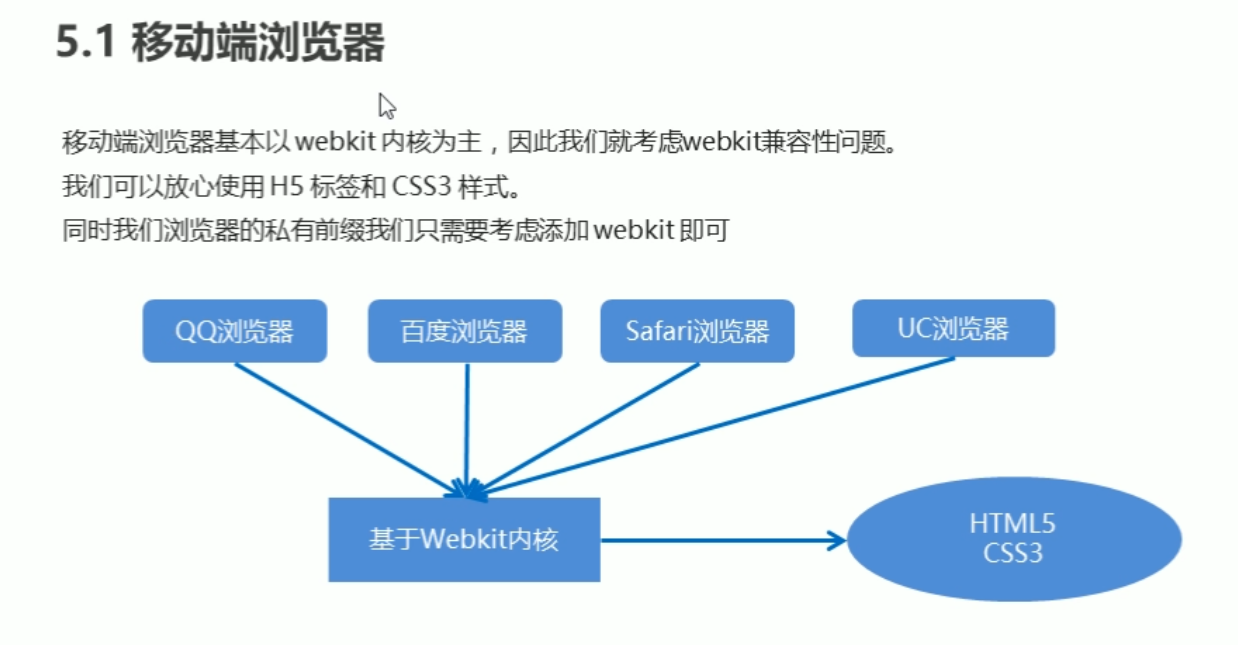 5.1 移动端浏览器
移动端浏览器基本以 webkit 内核为主，因此我们就考虑webkit兼容性问题。
我们可以放心使用 H5 标签和 CSS3 样式。
同时我们浏览器的私有前缀我们只需要考虑添加 webkit 即可
QQ浏览器
百度浏览器
Safari浏览器
UC浏览器
基于Webkit内核
HTML5
CSS3